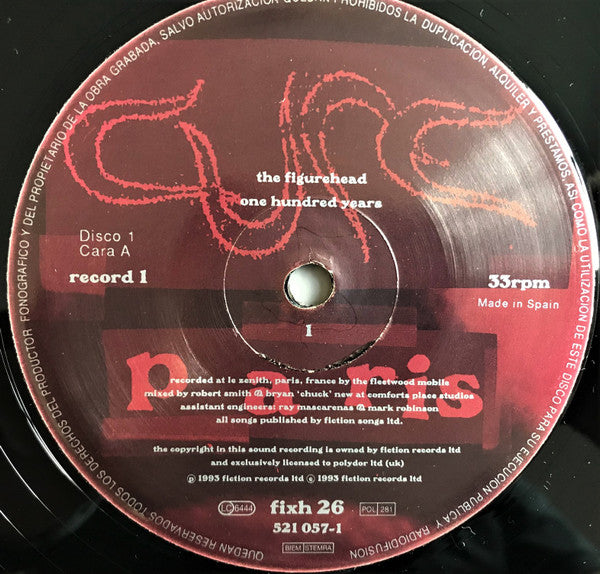 QUEDAN RESERVADOS TODOS LOS DERECHOS DEL PRODUCTOR FONOGRAFICO Y DEL PROPIETARIO DE LA OBRA GRABADA, SALVO AUTORIZACION QUEDAN PROHIBIDOS LA DUPLICACION, ALQUILER Y PRESTAMOS, ASI COMO LA UTILIZACION DE ESTE DISCO PARA SU EJECUCION PUBLICA Y RADIODIFUSION
cure
the figurehead
one hundred years
Disco 1
Cara A
record 1
33rpm
Made in Spain
1
paris
recorded at le zenith, paris, france by the fleetwood mobile
mixed by robert smith & bryan 'chuck' new at comforts place studios
assistant engineers: ray mascarenas & mark robinson
all songs published by fiction songs ltd.
the copyright in this sound recording is owned by fiction records ltd
and exclusively licensed to polydor ltd (uk)
℗ 1993 fiction records ltd © 1993 fiction records ltd
LC 6444
fixh 26
POL 281
521 057-1
BIEM STEMRA